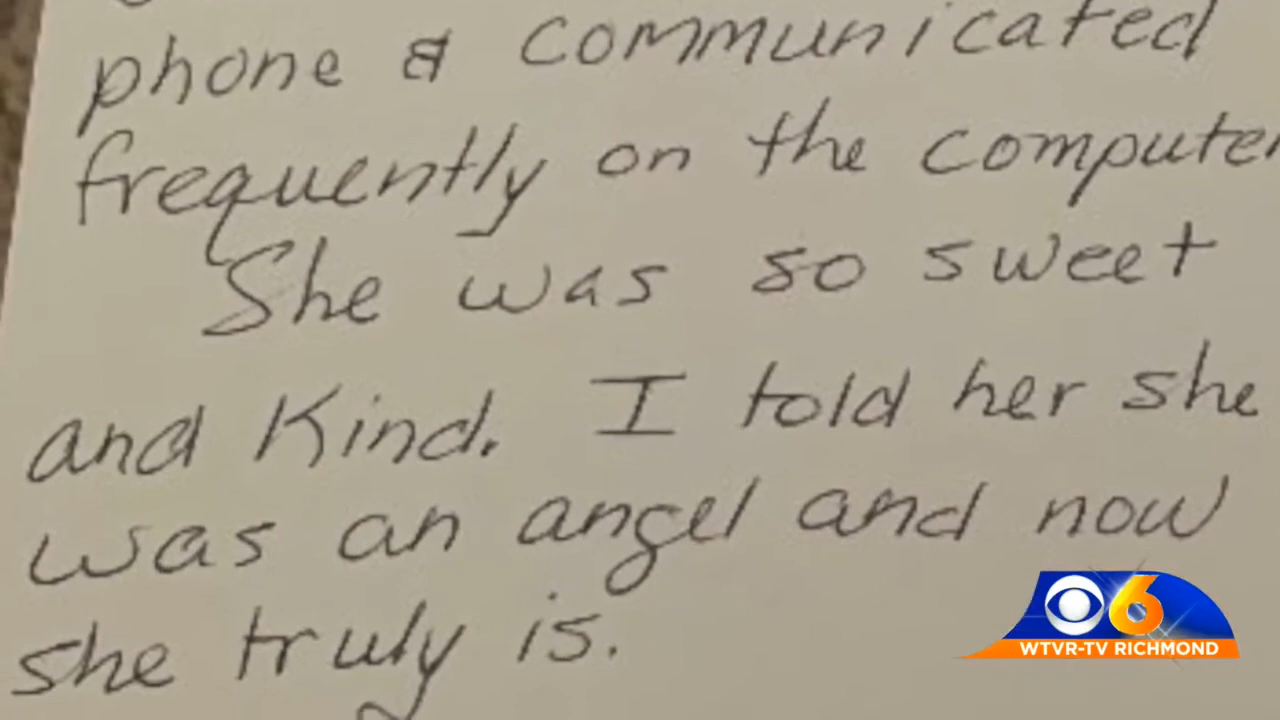 phone & communicated
frequently on the computer
She was so sweet
and Kind. I told her she
was an angel and now
she truly is.
6
WTVR-TV RICHMOND